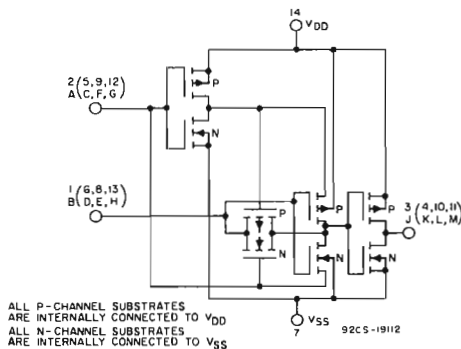 14
VDD
2 (5,9,12)
A (C,F,G)
P
N
1 (6,8,13)
B (D,E,H)
P
N
P
N
P
N
3 (4,10,11)
J (K,L,M)
VSS
7
92CS-19112
ALL P-CHANNEL SUBSTRATES
ARE INTERNALLY CONNECTED TO VDD
ALL N-CHANNEL SUBSTRATES
ARE INTERNALLY CONNECTED TO VSS